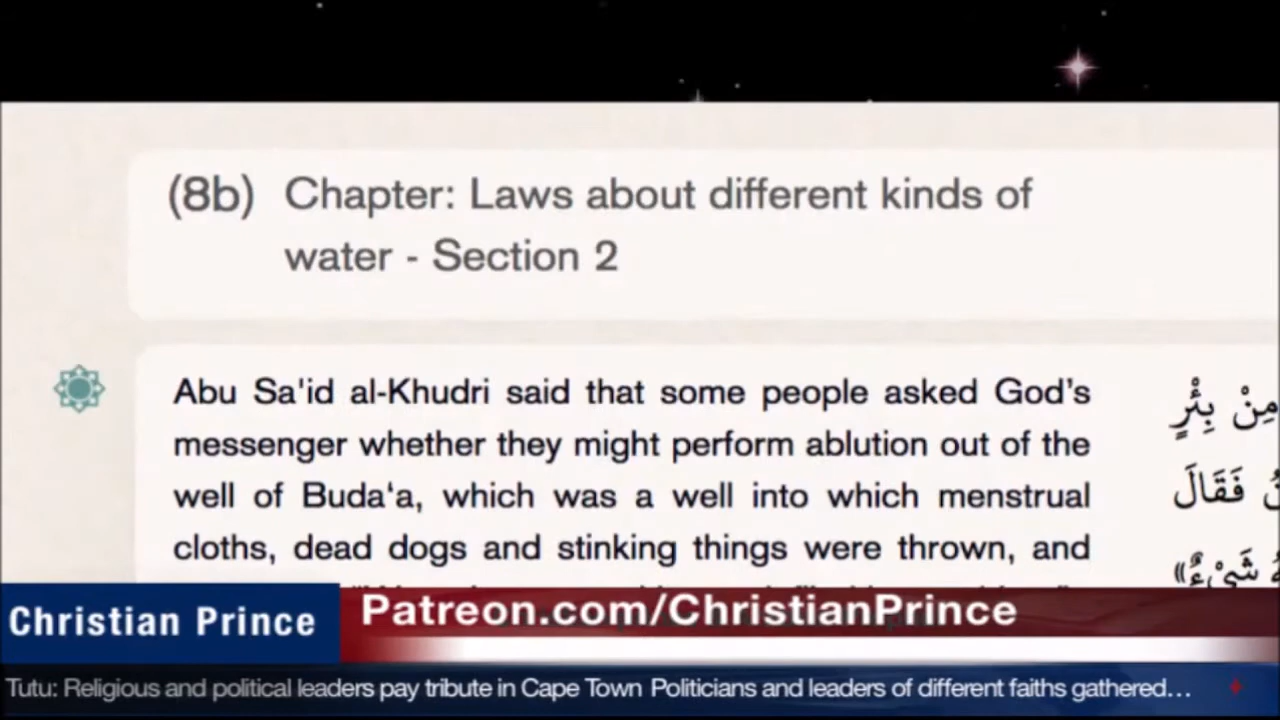 (8b) Chapter: Laws about different kinds of
water - Section 2
Abu Sa'id al-Khudri said that some people asked God's
messenger whether they might perform ablution out of the
well of Buda'a, which was a well into which menstrual
cloths, dead dogs and stinking things were thrown, and
مِنْ بِئْرٍ
فَقَالَ
شَيْءٌ»
Christian Prince
Patreon.com/ChristianPrince
Tutu: Religious and political leaders pay tribute in Cape Town Politicians and leaders of different faiths gathered...